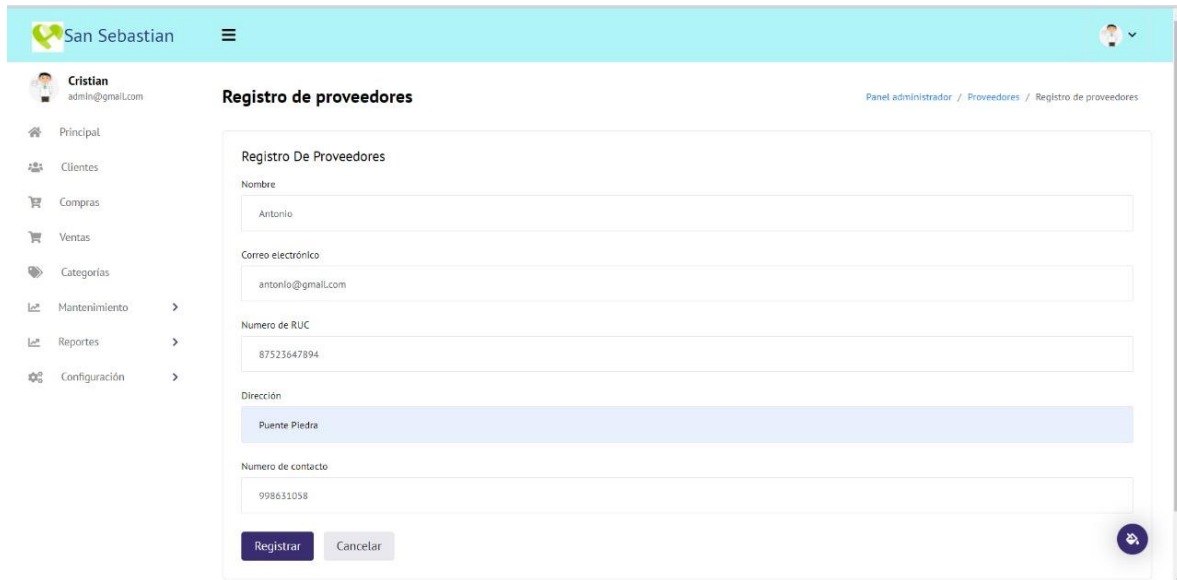 San Sebastian
Cristian
admin@gmail.com
Principal
Clientes
Compras
Ventas
Categorías
Mantenimiento
Reportes
Configuración
Registro de proveedores
Panel administrador / Proveedores / Registro de proveedores
Registro De Proveedores
Nombre
Antonio
Correo electrónico
antonio@gmail.com
Numero de RUC
87523647894
Dirección
Puente Piedra
Numero de contacto
998631058
Registrar
Cancelar